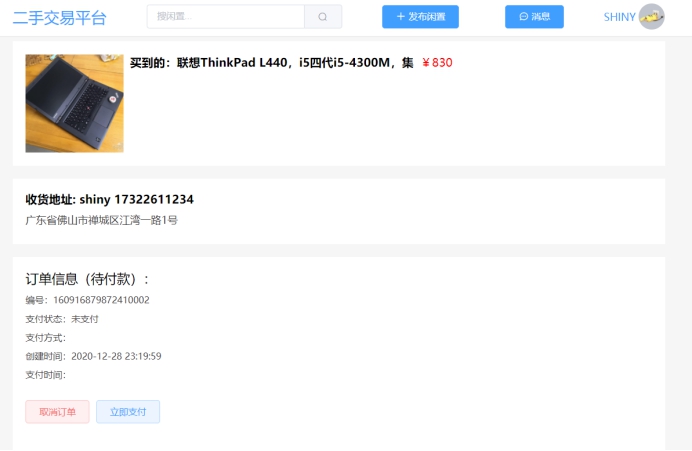 二手交易平台
搜闲置...
发布闲置
消息
SHINY
买到的：联想ThinkPad L440，i5四代i5-4300M，集 ￥830
收货地址: shiny 17322611234
广东省佛山市禅城区江湾一路1号
订单信息（待付款）：
编号：160916879872410002
支付状态：未支付
支付方式：
创建时间：2020-12-28 23:19:59
支付时间：
取消订单
立即支付